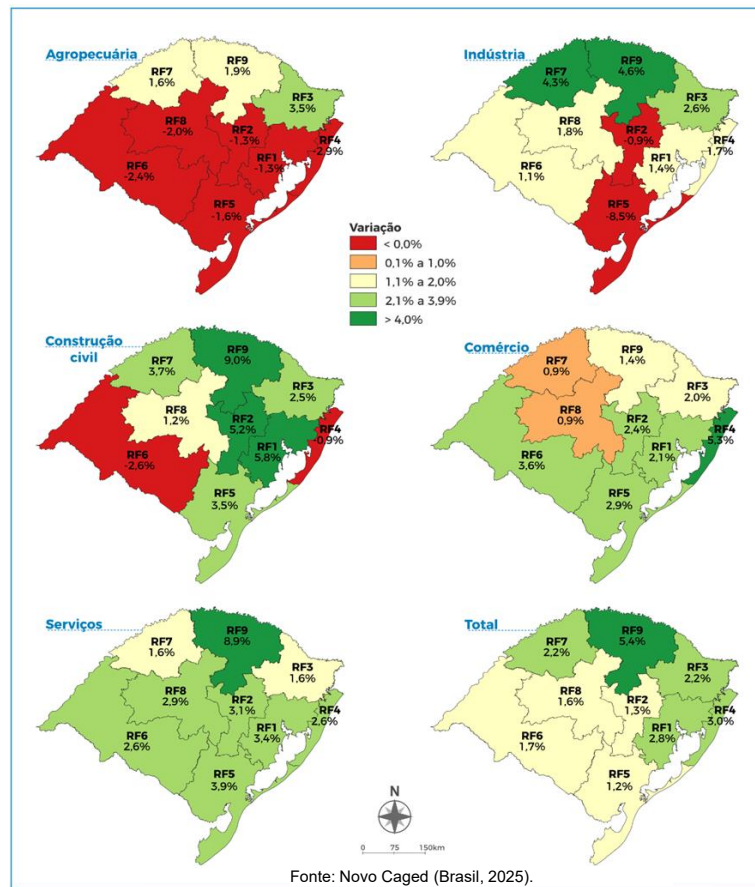 Agropecuária
RF7
1,6%
RF9
1,9%
RF3
3,5%
RF8
-2,0%
RF2
-1,3%
RF4
-2,9%
RF6
-2,4%
RF1
-1,3%
RF5
-1,6%
Indústria
RF7
4,3%
RF9
4,6%
RF3
2,6%
RF8
1,8%
RF2
-0,9%
RF4
1,7%
RF6
1,1%
RF1
1,4%
RF5
-8,5%
Variação
< 0,0%
0,1% a 1,0%
1,1% a 2,0%
2,1% a 3,9%
> 4,0%
Construção
civil
RF7
3,7%
RF9
9,0%
RF3
2,5%
RF8
1,2%
RF2
5,2%
RF4
-0,9%
RF6
-2,6%
RF1
5,8%
RF5
3,5%
Comércio
RF7
0,9%
RF9
1,4%
RF3
2,0%
RF8
0,9%
RF2
2,4%
RF4
5,3%
RF6
3,6%
RF1
2,1%
RF5
2,9%
Serviços
RF7
1,6%
RF9
8,9%
RF3
1,6%
RF8
2,9%
RF2
3,1%
RF4
2,6%
RF6
2,6%
RF1
3,4%
RF5
3,9%
Total
RF7
2,2%
RF9
5,4%
RF3
2,2%
RF8
1,6%
RF2
1,3%
RF4
3,0%
RF6
1,7%
RF1
2,8%
RF5
1,2%
N
0 75 150km
Fonte: Novo Caged (Brasil, 2025).